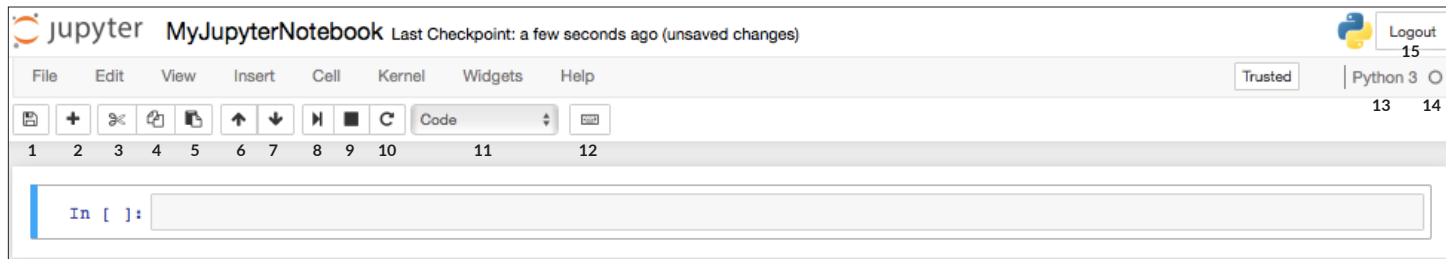 jupyter MyJupyterNotebook Last Checkpoint: a few seconds ago (unsaved changes) Logout
15
File Edit View Insert Cell Kernel Widgets Help Trusted Python 3
13 14
Code
1 2 3 4 5 6 7 8 9 10 11 12
In [ ]: